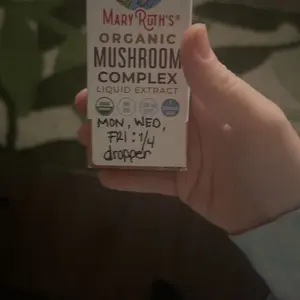 MARY RUTH'S®
ORGANIC
MUSHROOM
COMPLEX
LIQUID EXTRACT
MON, WED,
FRI: 1/4
dropper